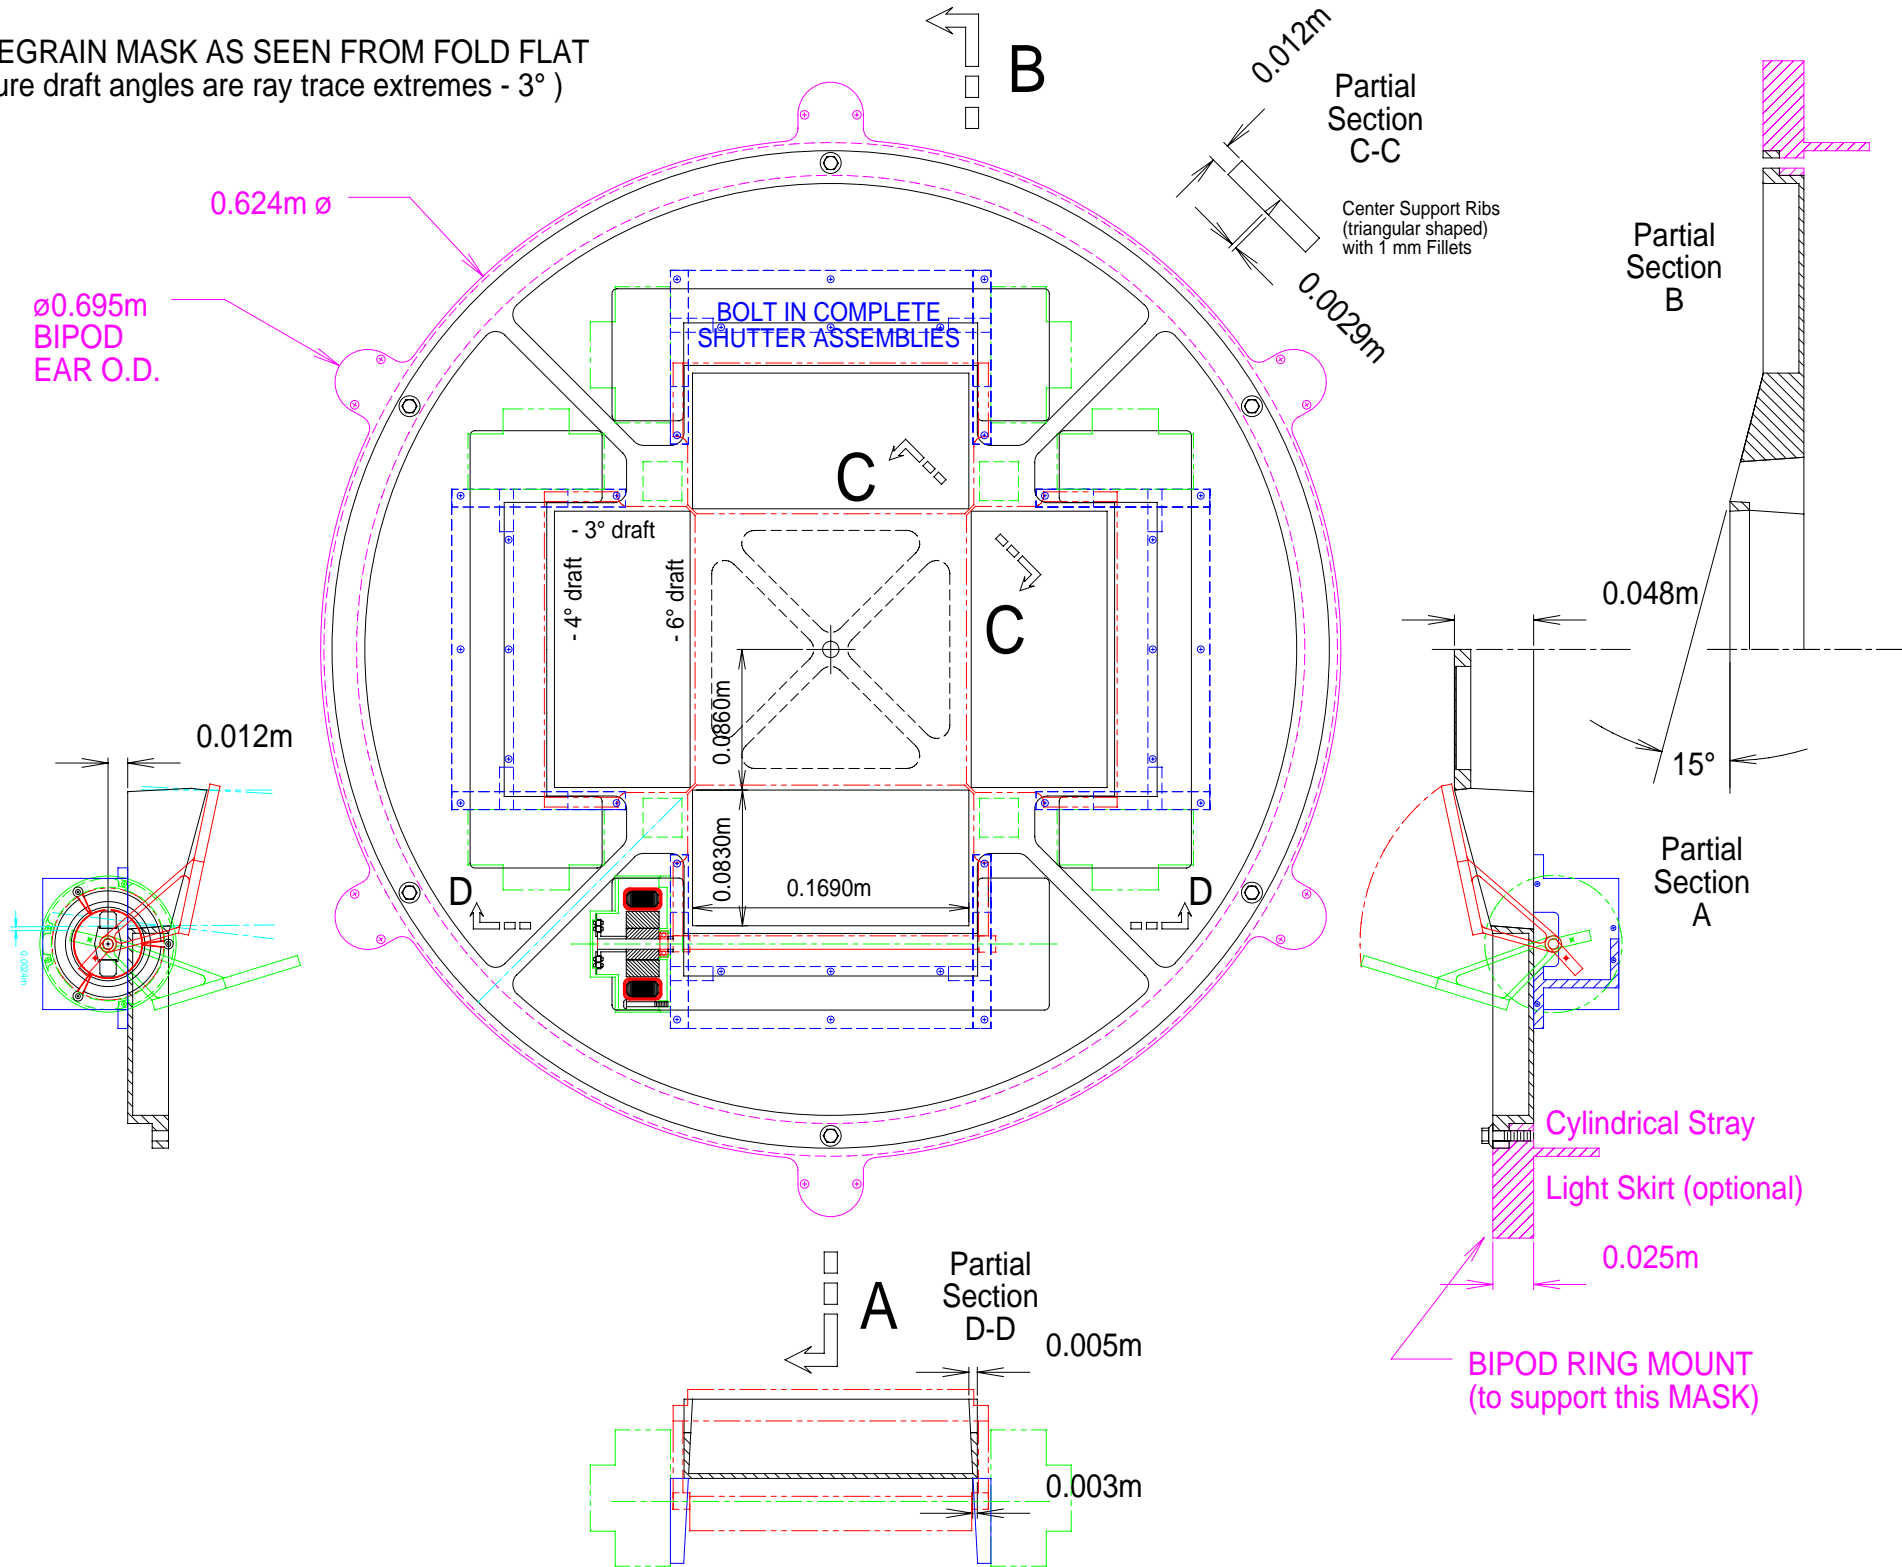 EGRAIN MASK AS SEEN FROM FOLD FLAT
ure draft angles are ray trace extremes - 3° )
B
0.012m
Partial
Section
C-C
0.624m ø
Center Support Ribs
(triangular shaped)
with 1 mm Fillets
0.0029m
Partial
Section
B
ø0.695m
BIPOD
EAR O.D.
BOLT IN COMPLETE
SHUTTER ASSEMBLIES
C
- 3° draft
- 4° draft
- 6° draft
C
0.048m
0.0860m
0.012m
15°
0.0830m
0.1690m
D
D
Partial
Section
A
Cylindrical Stray
Light Skirt (optional)
0.025m
A
Partial
Section
D-D
0.005m
BIPOD RING MOUNT
(to support this MASK)
0.003m